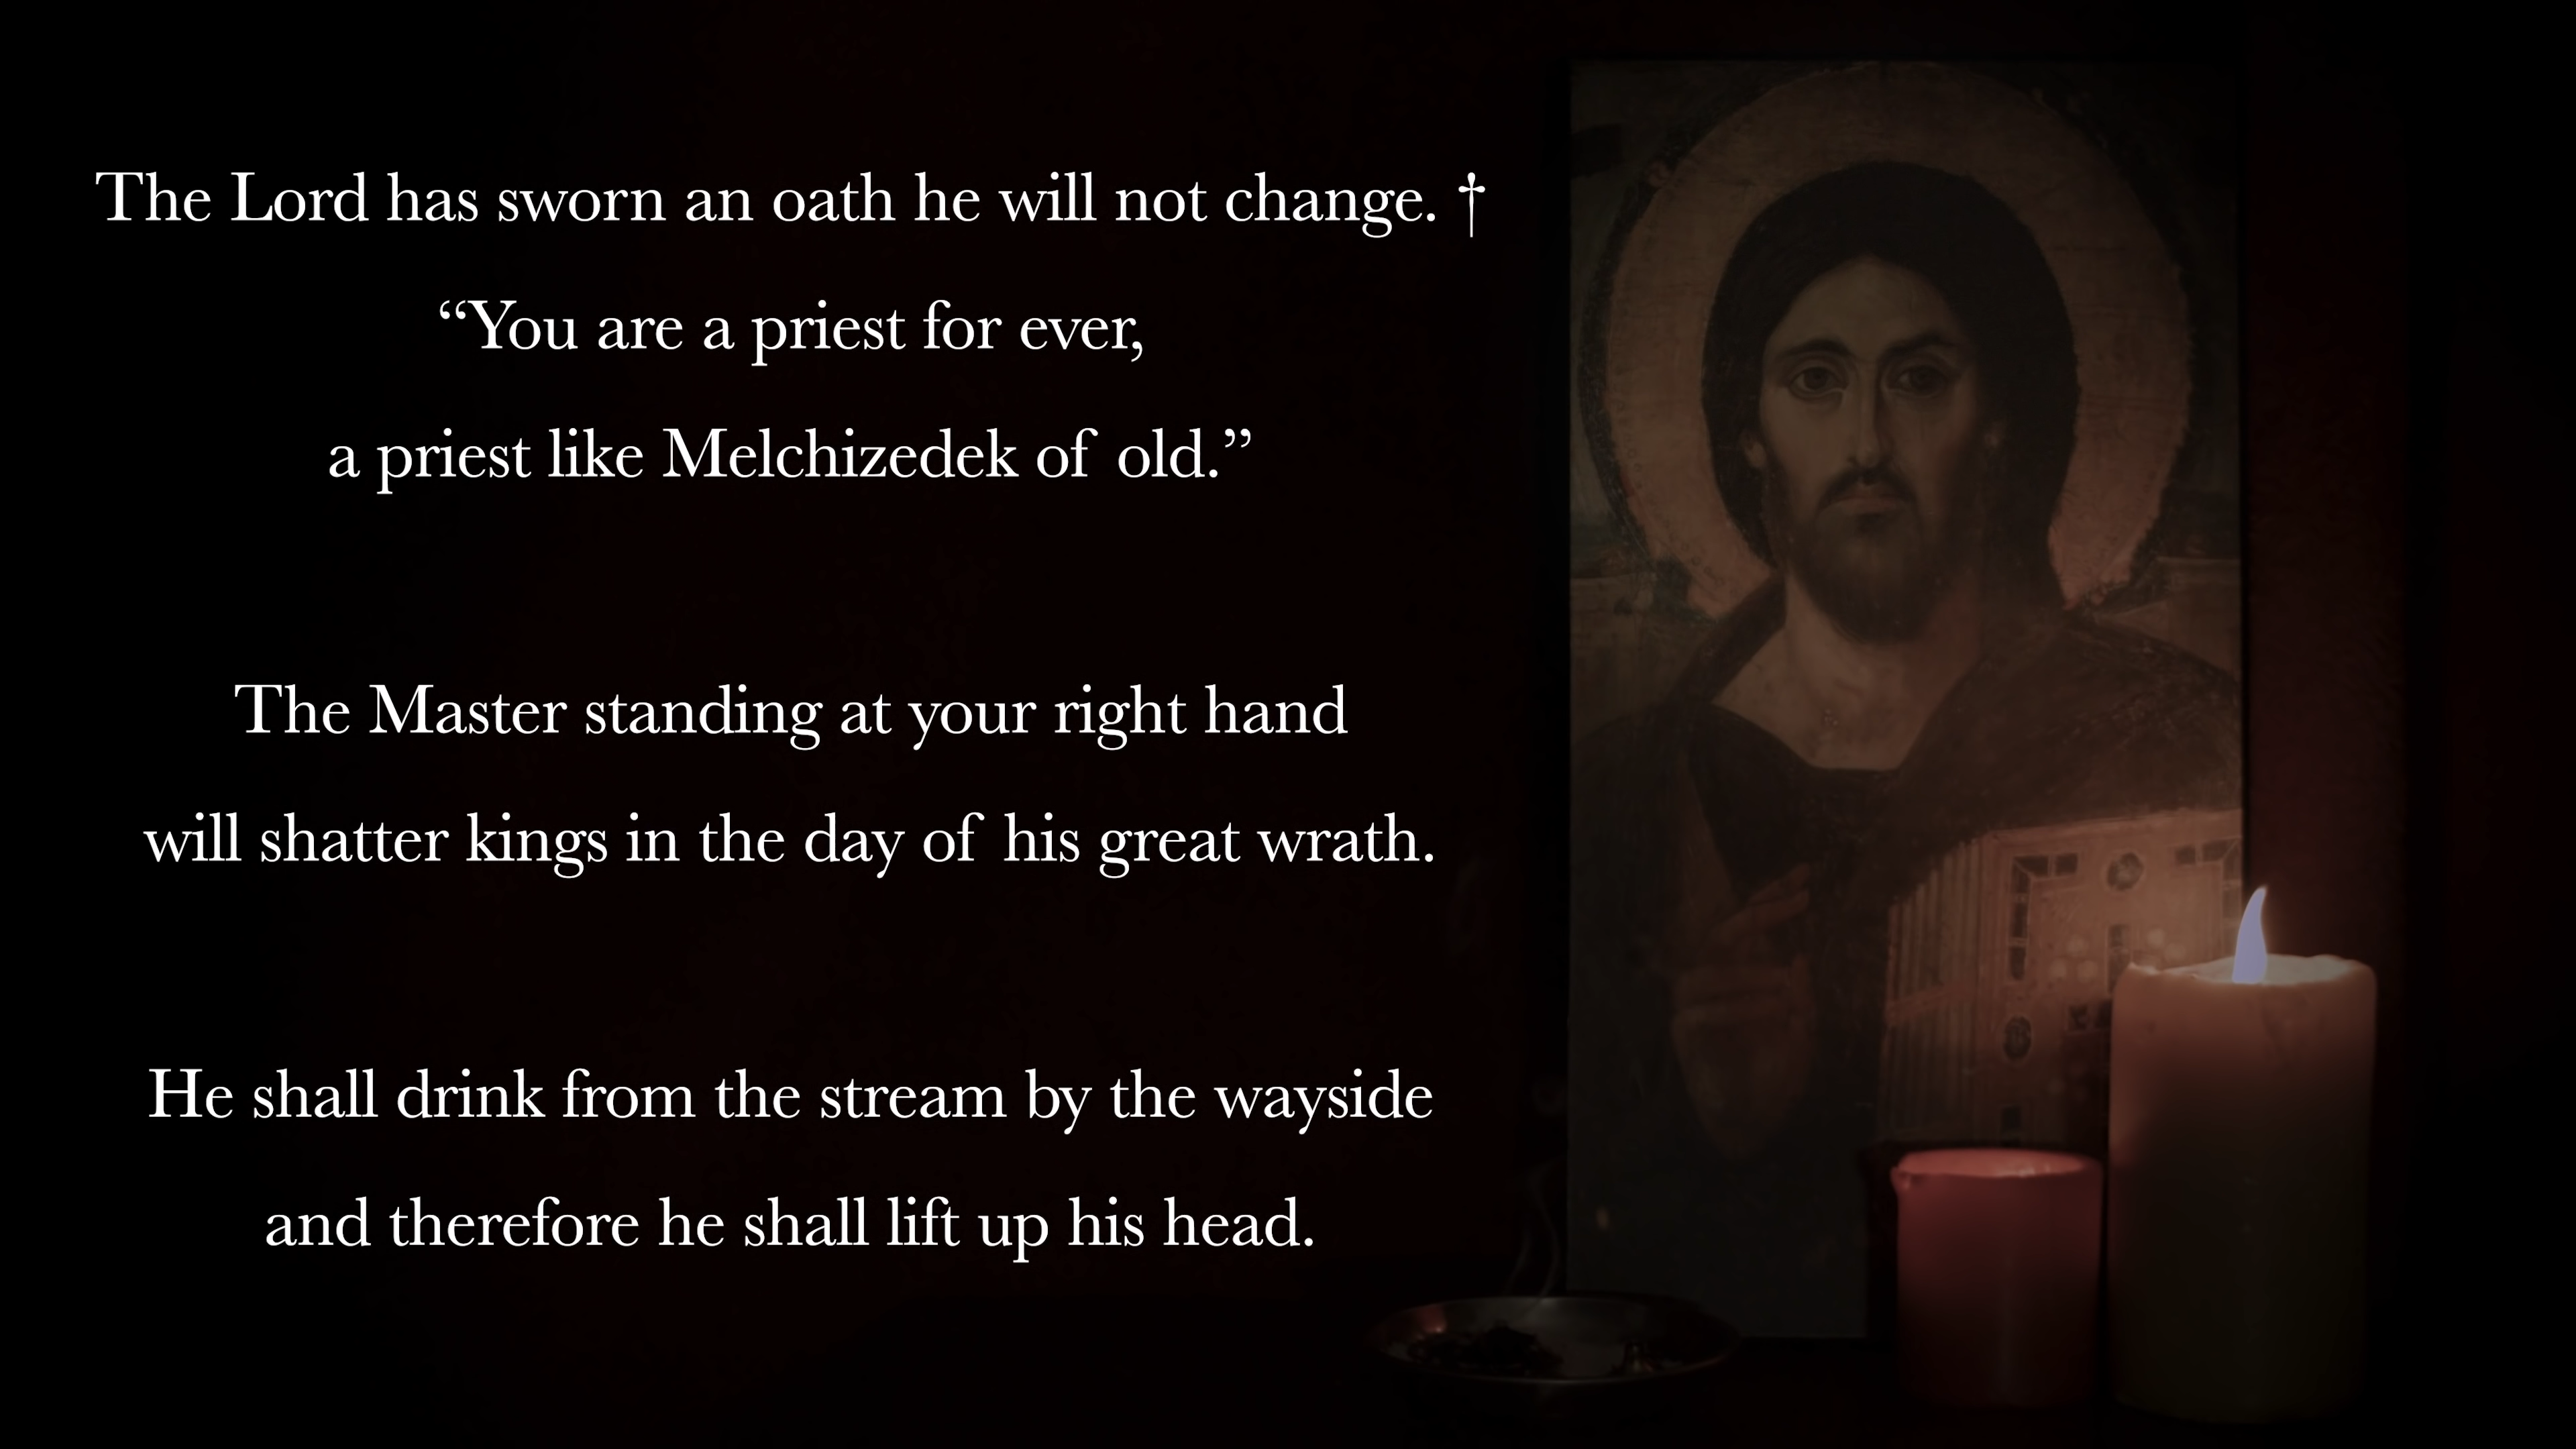 The Lord has sworn an oath he will not change. †
“You are a priest for ever,
a priest like Melchizedek of old.”
The Master standing at your right hand
will shatter kings in the day of his great wrath.
He shall drink from the stream by the wayside
and therefore he shall lift up his head.